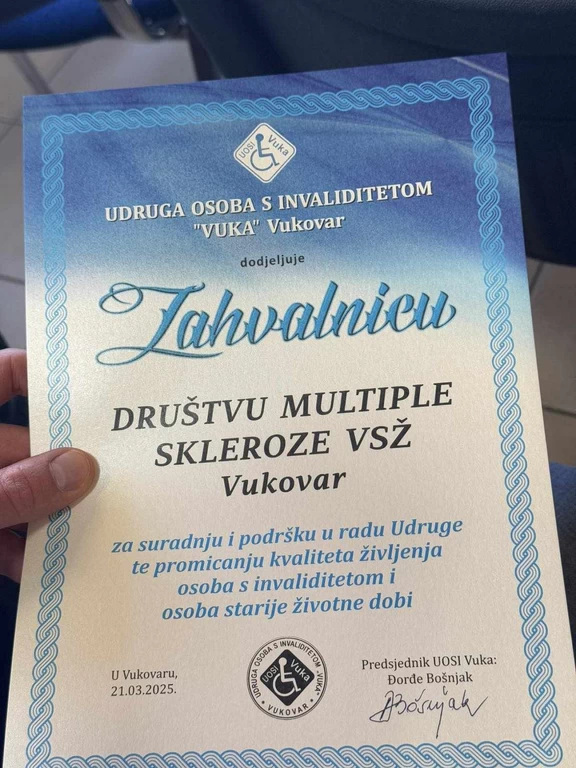 UOSI Vuka
UDRUGA OSOBA S INVALIDITETOM
"VUKA" Vukovar
dodjeljuje
Zahvalnicu
DRUŠTVU MULTIPLE
SKLEROZE VSŽ
Vukovar
za suradnju i podršku u radu Udruge
te promicanju kvaliteta življenja
osoba s invaliditetom i
osoba starije životne dobi
U Vukovaru,
21.03.2025.
UDRUGA OSOBA S INVALIDITETOM "VUKA"
UOSI Vuka
• VUKOVAR •
Predsjednik UOSI Vuka:
Đorđe Bošnjak
ĐBošnjak